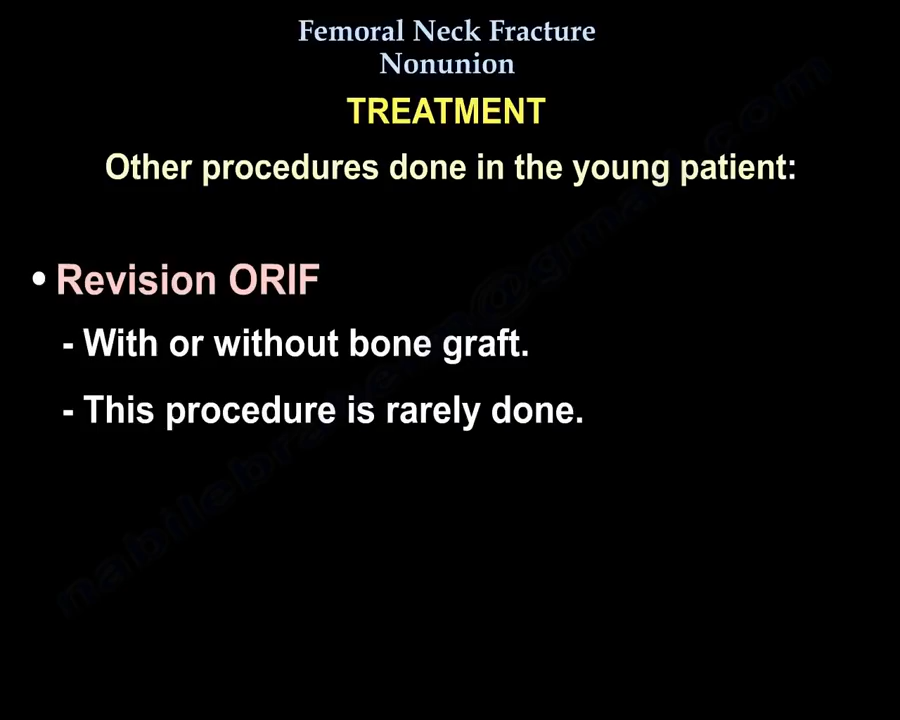 Femoral Neck Fracture
Nonunion
TREATMENT
Other procedures done in the young patient:
• Revision ORIF
- With or without bone graft.
- This procedure is rarely done.